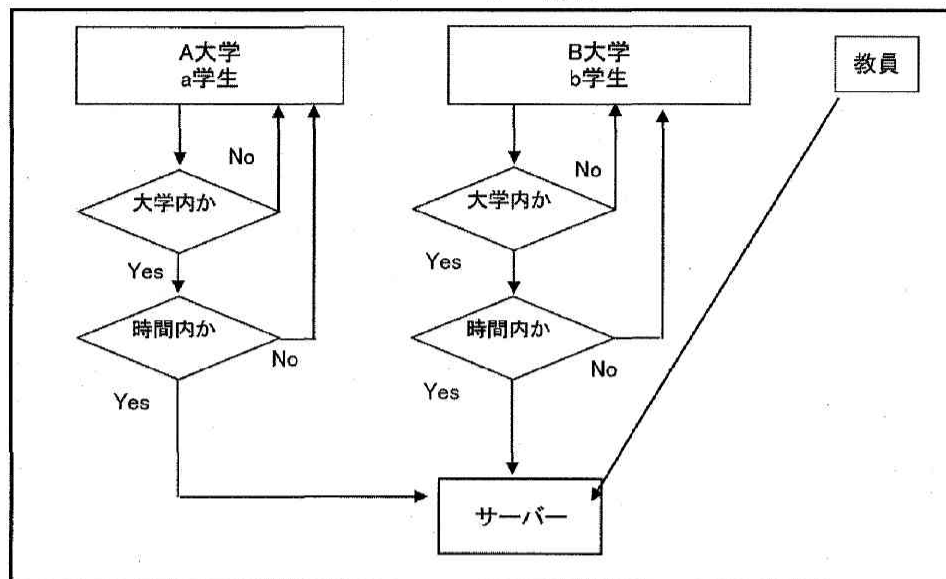 A大学
a学生
No
大学内か
Yes
時間内か
No
Yes
B大学
b学生
No
大学内か
Yes
時間内か
No
Yes
教員
サーバー